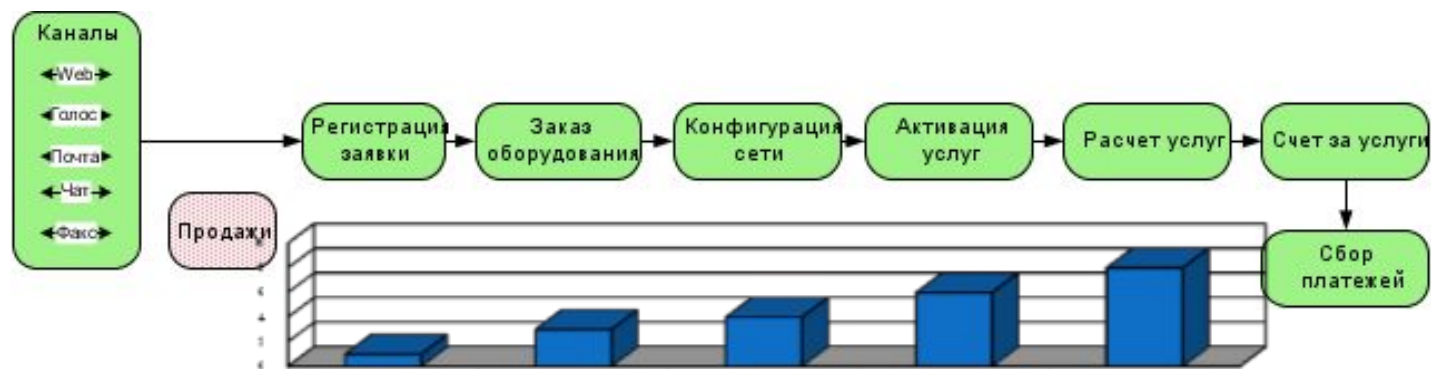 Каналы
Web
Голос
Почта
Чат
Факс
Регистрация
заявки
Заказ
оборудования
Конфигурация
сети
Активация
услуг
Расчет услуг
Счет за услуги
Продажи
Сбор
платежей